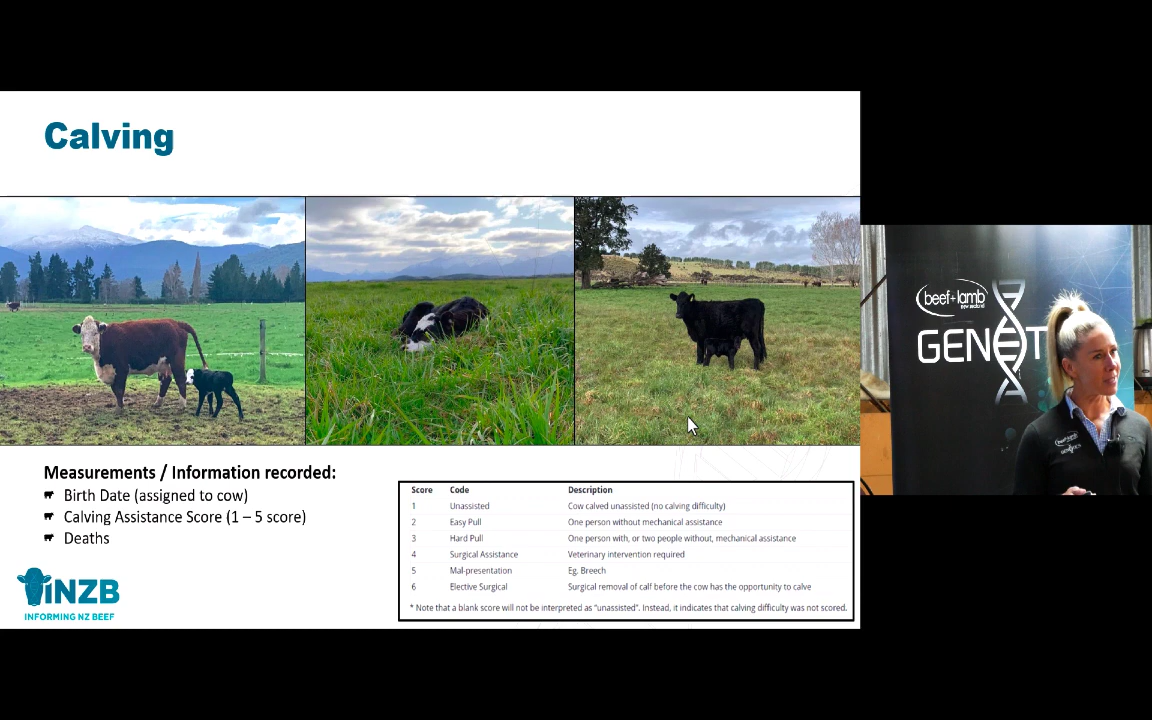 Calving
beef+lamb
new zealand
GEN T
Measurements / Information recorded:
Birth Date (assigned to cow)
Calving Assistance Score (1 – 5 score)
Deaths
Score Code Description
1 Unassisted Cow calved unassisted (no calving difficulty)
2 Easy Pull One person without mechanical assistance
3 Hard Pull One person with, or two people without, mechanical assistance
4 Surgical Assistance Veterinary intervention required
5 Mal-presentation Eg. Breech
6 Elective Surgical Surgical removal of calf before the cow has the opportunity to calve
* Note that a blank score will not be interpreted as "unassisted". Instead, it indicates that calving difficulty was not scored.
INZB
INFORMING NZ BEEF